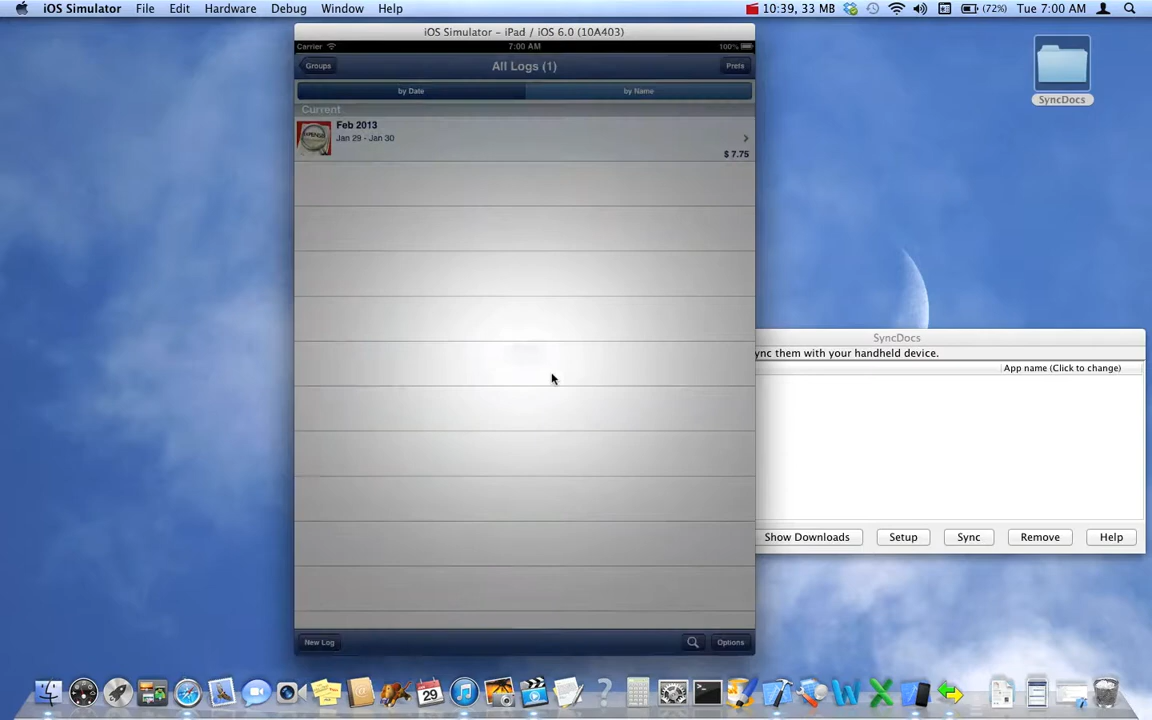 iOS Simulator File Edit Hardware Debug Window Help 10:39, 33 MB (72%) Tue 7:00 AM
iOS Simulator - iPad / iOS 6.0 (10A403)
Carrier 7:00 AM 100%
Groups All Logs (1) Prefs
by Date by Name
Current
Feb 2013
Jan 29 - Jan 30
$ 7.75
New Log Options
SyncDocs
SyncDocs
ync them with your handheld device.
App name (Click to change)
Show Downloads Setup Sync Remove Help
29